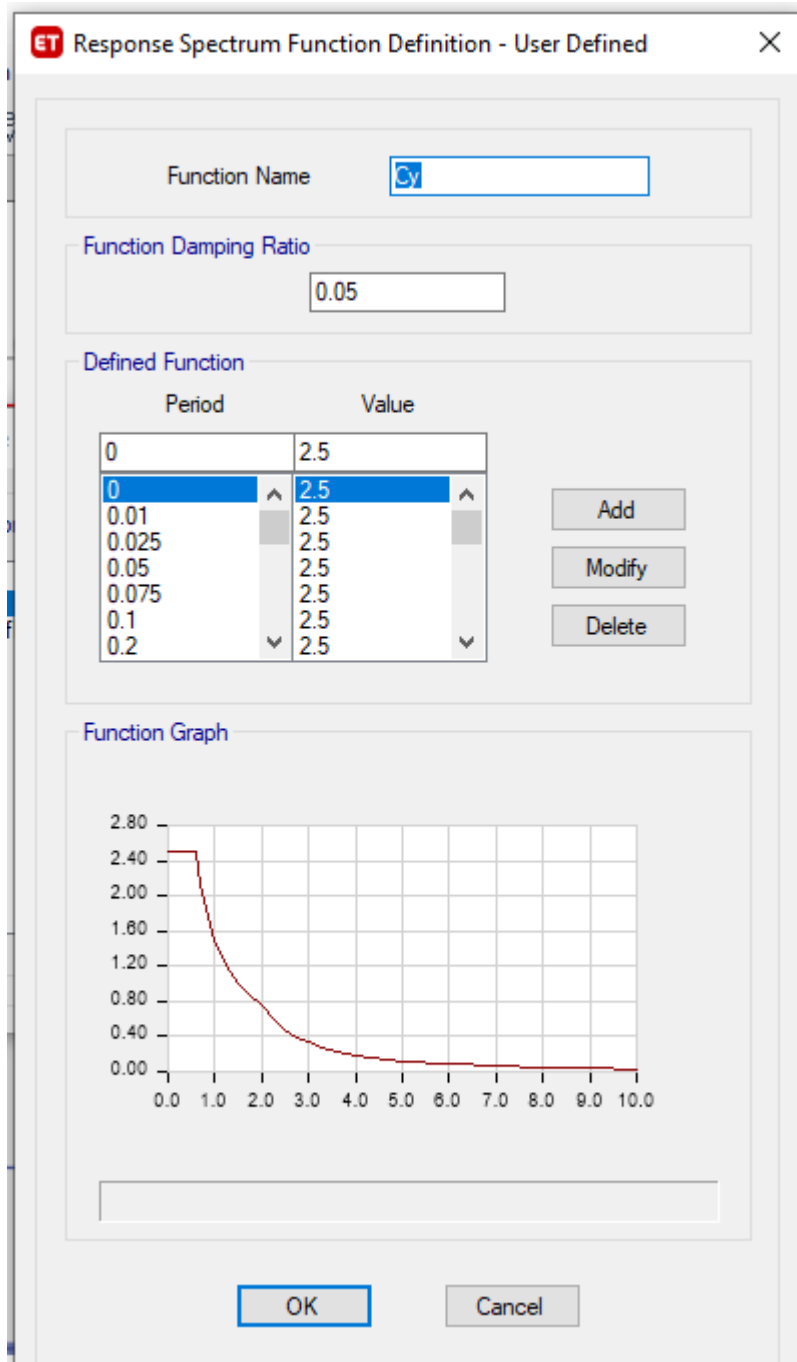 ET Response Spectrum Function Definition - User Defined
Function Name Cy
Function Damping Ratio
0.05
Defined Function
Period Value
0 2.5
0 2.5
0.01 2.5
0.025 2.5
0.05 2.5
0.075 2.5
0.1 2.5
0.2 2.5
Add
Modify
Delete
Function Graph
2.80
2.40
2.00
1.60
1.20
0.80
0.40
0.00
0.0 1.0 2.0 3.0 4.0 5.0 6.0 7.0 8.0 9.0 10.0
OK Cancel